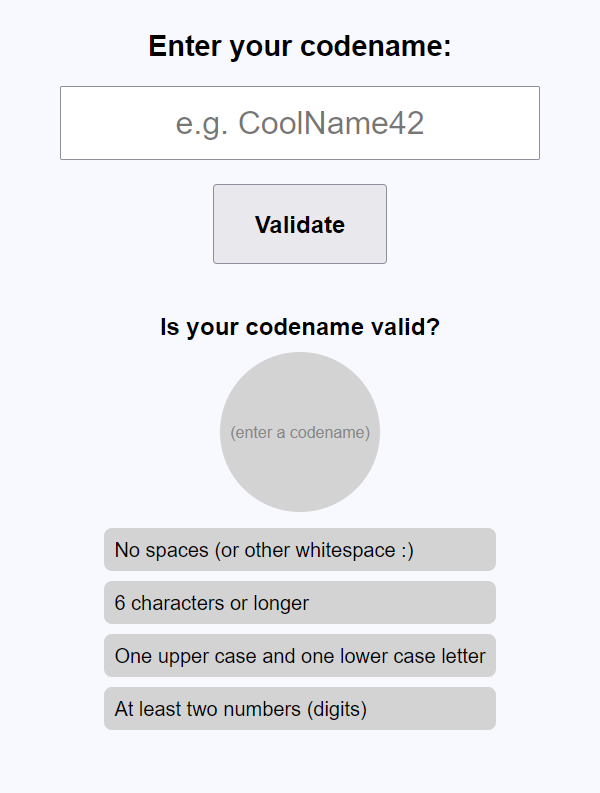 Enter your codename:
e.g. CoolName42
Validate
Is your codename valid?
(enter a codename)
No spaces (or other whitespace :)
6 characters or longer
One upper case and one lower case letter
At least two numbers (digits)